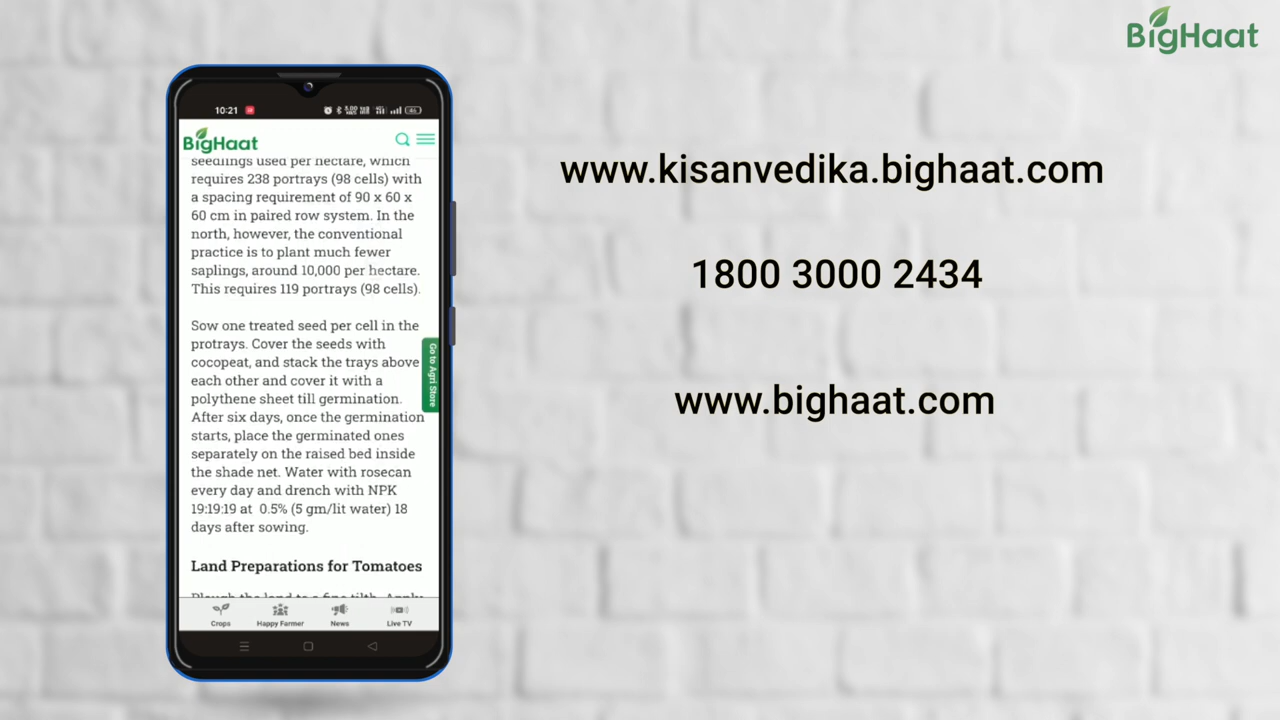 BigHaat
10:21
BigHaat
seedlings used per hectare, which
requires 238 portrays (98 cells) with
a spacing requirement of 90 x 60 x
60 cm in paired row system. In the
north, however, the conventional
practice is to plant much fewer
saplings, around 10,000 per hectare.
This requires 119 portrays (98 cells).
Sow one treated seed per cell in the
protrays. Cover the seeds with
cocopeat, and stack the trays above
each other and cover it with a
polythene sheet till germination.
After six days, once the germination
starts, place the germinated ones
separately on the raised bed inside
the shade net. Water with rosecan
every day and drench with NPK
19:19:19 at 0.5% (5 gm/lit water) 18
days after sowing.
Land Preparations for Tomatoes
Plough the land to a fine tilth. Apply
Go to Agri Store
Crops
Happy Farmer
News
Live TV
www.kisanvedika.bighaat.com
1800 3000 2434
www.bighaat.com